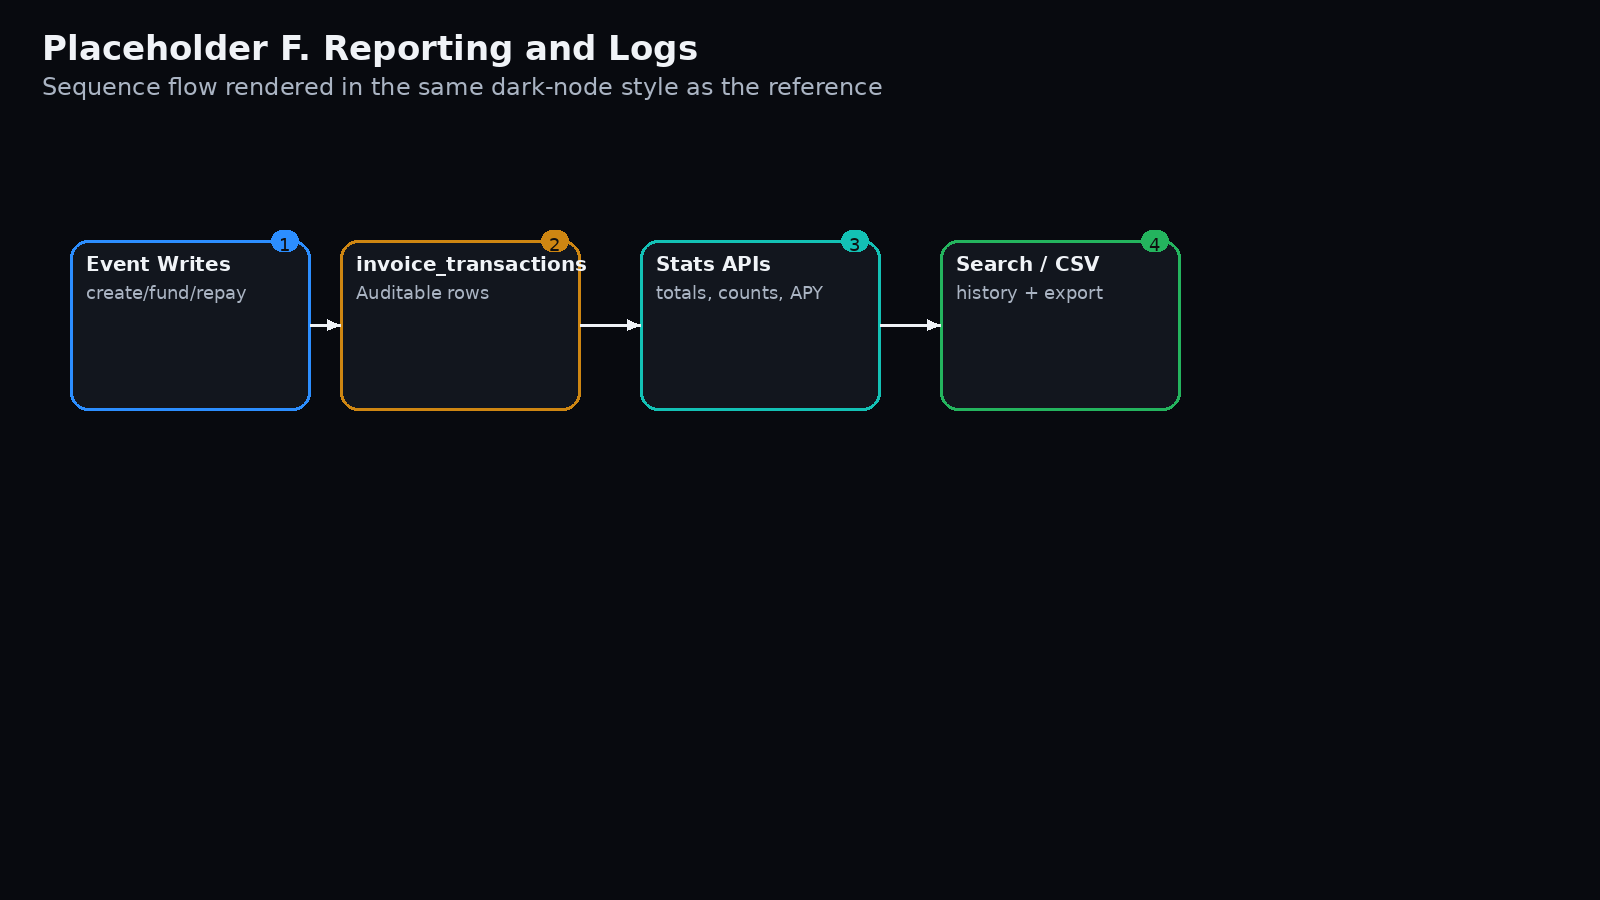 Placeholder F. Reporting and Logs
Sequence flow rendered in the same dark-node style as the reference
1
Event Writes
create/fund/repay
2
invoice_transactions
Auditable rows
3
Stats APIs
totals, counts, APY
4
Search / CSV
history + export